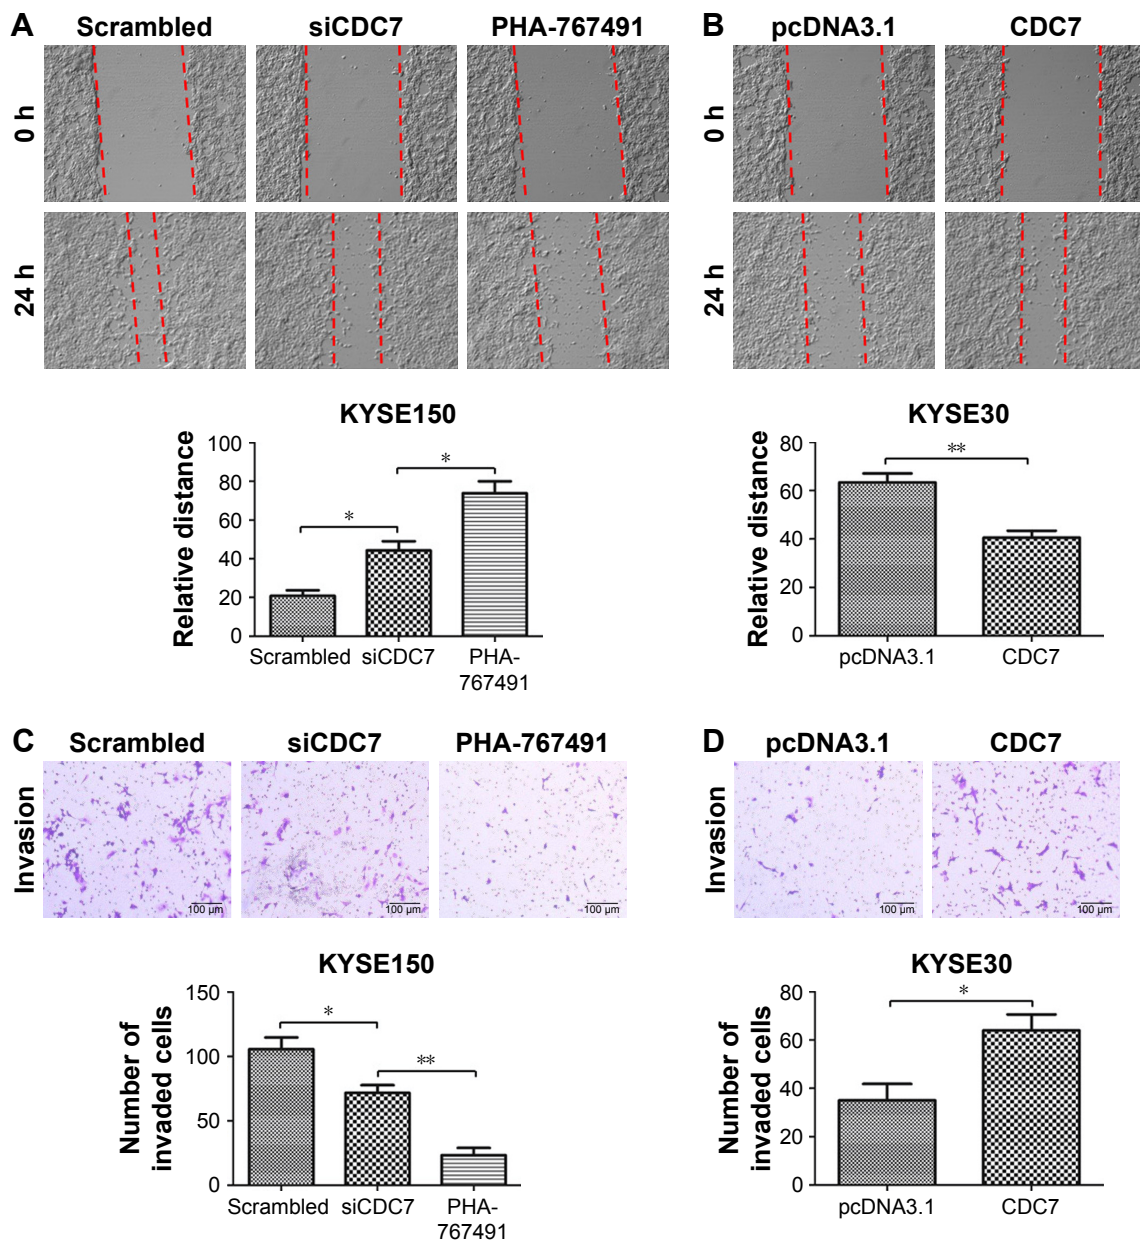 A Scrambled siCDC7 PHA-767491
0 h
24 h
KYSE150
Relative distance
100
80
60
40
20
0
* *
Scrambled siCDC7 PHA-
767491
B pcDNA3.1 CDC7
0 h
24 h
KYSE30
Relative distance
80
60
40
20
0
**
pcDNA3.1 CDC7
C Scrambled siCDC7 PHA-767491
Invasion
100 µm 100 µm 100 µm
KYSE150
Number of
invaded cells
150
100
50
0
* **
Scrambled siCDC7 PHA-
767491
D pcDNA3.1 CDC7
Invasion
100 µm 100 µm
KYSE30
Number of
invaded cells
80
60
40
20
0
*
pcDNA3.1 CDC7